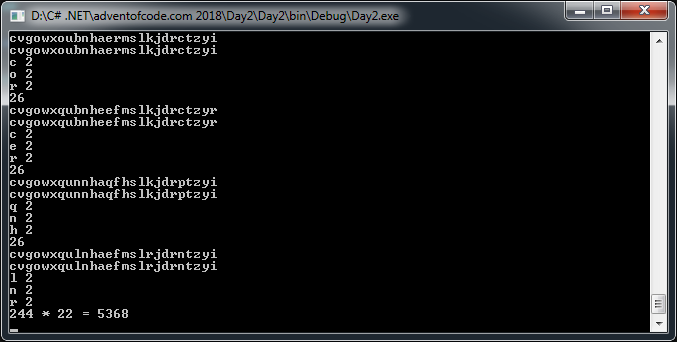 D:\C# .NET\adventofcode.com 2018\Day2\Day2\bin\Debug\Day2.exe
cvgowxoubnhaermslkjdrctzyi
cvgowxoubnhaermslkjdrctzyi
c 2
o 2
r 2
26
cvgowxqubnheefmslkjdrctzyr
cvgowxqubnheefmslkjdrctzyr
c 2
e 2
r 2
26
cvgowxqunnhaqfhslkjdrptzyi
cvgowxqunnhaqfhslkjdrptzyi
q 2
n 2
h 2
26
cvgowxqulnhaefmslrjdrntzyi
cvgowxqulnhaefmslrjdrntzyi
l 2
n 2
r 2
244 * 22 = 5368